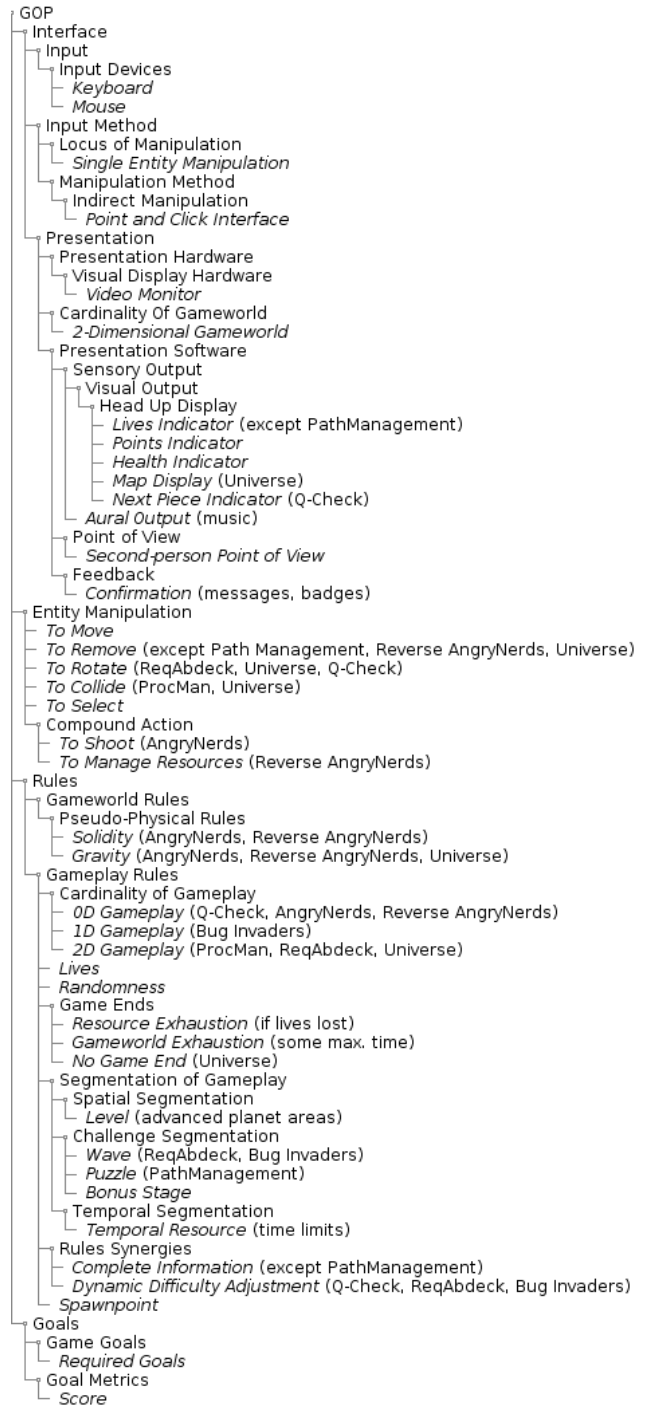 GOP
Interface
Input
Input Devices
Keyboard
Mouse
Input Method
Locus of Manipulation
Single Entity Manipulation
Manipulation Method
Indirect Manipulation
Point and Click Interface
Presentation
Presentation Hardware
Visual Display Hardware
Video Monitor
Cardinality Of Gameworld
2-Dimensional Gameworld
Presentation Software
Sensory Output
Visual Output
Head Up Display
Lives Indicator (except PathManagement)
Points Indicator
Health Indicator
Map Display (Universe)
Next Piece Indicator (Q-Check)
Aural Output (music)
Point of View
Second-person Point of View
Feedback
Confirmation (messages, badges)
Entity Manipulation
To Move
To Remove (except Path Management, Reverse AngryNerds, Universe)
To Rotate (ReqAbdeck, Universe, Q-Check)
To Collide (ProcMan, Universe)
To Select
Compound Action
To Shoot (AngryNerds)
To Manage Resources (Reverse AngryNerds)
Rules
Gameworld Rules
Pseudo-Physical Rules
Solidity (AngryNerds, Reverse AngryNerds)
Gravity (AngryNerds, Reverse AngryNerds, Universe)
Gameplay Rules
Cardinality of Gameplay
0D Gameplay (Q-Check, AngryNerds, Reverse AngryNerds)
1D Gameplay (Bug Invaders)
2D Gameplay (ProcMan, ReqAbdeck, Universe)
Lives
Randomness
Game Ends
Resource Exhaustion (if lives lost)
Gameworld Exhaustion (some max. time)
No Game End (Universe)
Segmentation of Gameplay
Spatial Segmentation
Level (advanced planet areas)
Challenge Segmentation
Wave (ReqAbdeck, Bug Invaders)
Puzzle (PathManagement)
Bonus Stage
Temporal Segmentation
Temporal Resource (time limits)
Rules Synergies
Complete Information (except PathManagement)
Dynamic Difficulty Adjustment (Q-Check, ReqAbdeck, Bug Invaders)
Spawnpoint
Goals
Game Goals
Required Goals
Goal Metrics
Score